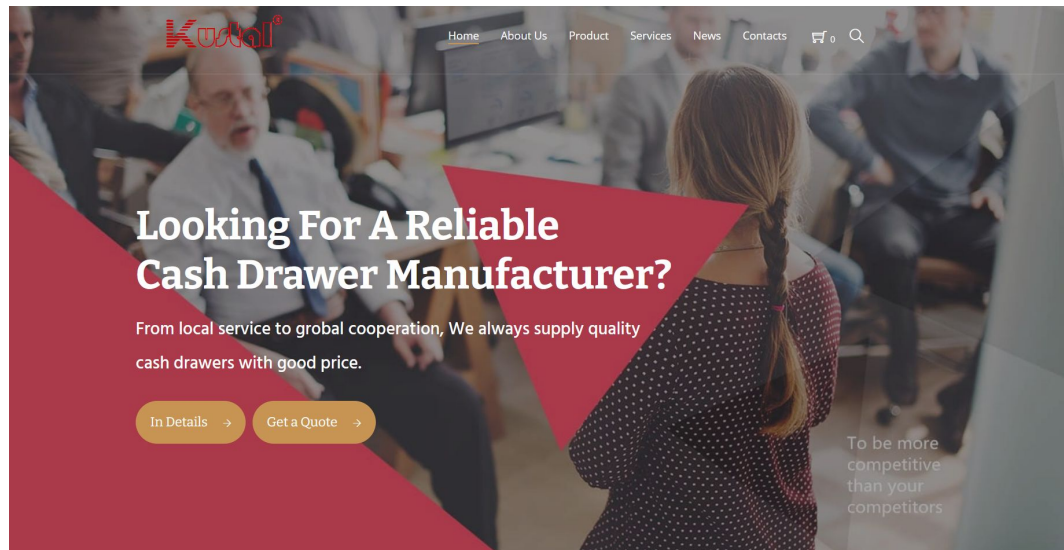 Kustal®
Home About Us Product Services News Contacts 0
Looking For A Reliable
Cash Drawer Manufacturer?
From local service to grobal cooperation, We always supply quality
cash drawers with good price.
In Details → Get a Quote →
To be more
competitive
than your
competitors